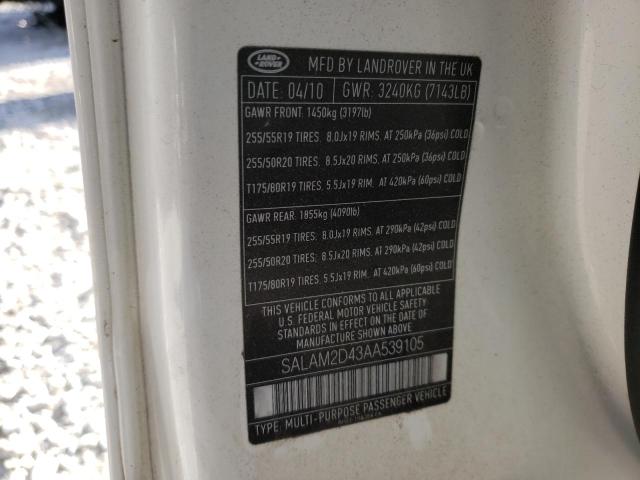 LAND ROVER
MFD BY LANDROVER IN THE UK
DATE: 04/10 GWR: 3240KG (7143LB)
GAWR FRONT: 1450kg (3197lb)
255/55R19 TIRES. 8.0Jx19 RIMS. AT 250kPa (36psi) COLD
255/50R20 TIRES. 8.5Jx20 RIMS. AT 250kPa (36psi) COLD
T175/80R19 TIRES. 5.5Jx19 RIM. AT 420kPa (60psi) COLD
GAWR REAR: 1855kg (4090lb)
255/55R19 TIRES: 8.0Jx19 RIMS. AT 290kPa (42psi) COLD
255/50R20 TIRES: 8.5Jx20 RIMS. AT 290kPa (42psi) COLD
T175/80R19 TIRES: 5.5Jx19 RIM. AT 420kPa (60psi) COLD
THIS VEHICLE CONFORMS TO ALL APPLICABLE
U.S. FEDERAL MOTOR VEHICLE SAFETY
STANDARDS IN EFFECT ON THE DATE OF
MANUFACTURE SHOWN ABOVE
SALAM2D43AA539105
TYPE: MULTI-PURPOSE PASSENGER VEHICLE